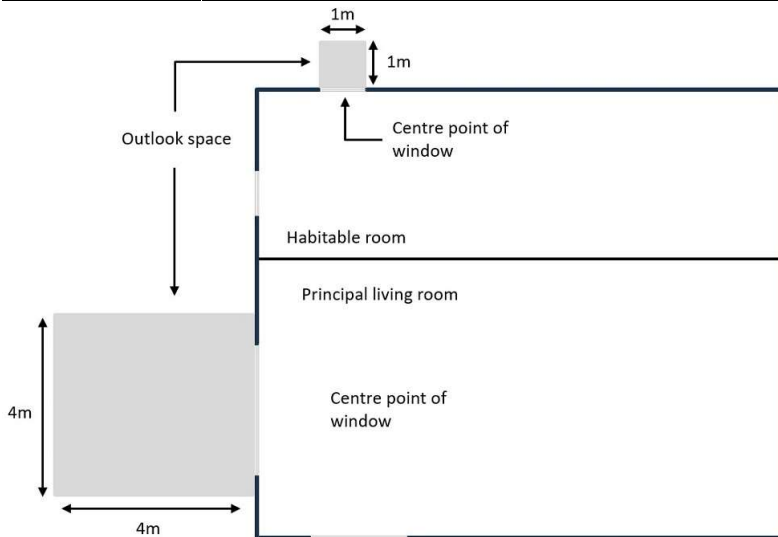 1m
1m
Centre point of
window
Outlook space
Habitable room
Principal living room
Centre point of
window
4m
4m